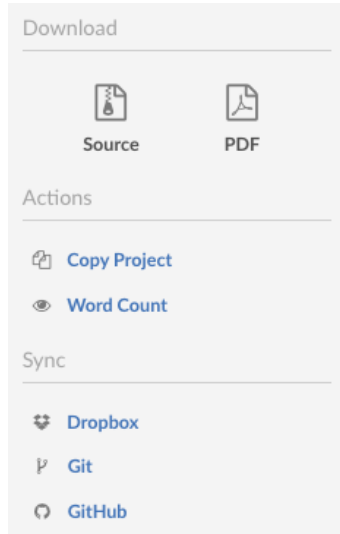 Download
Source PDF
Actions
Copy Project
Word Count
Sync
Dropbox
Git
GitHub